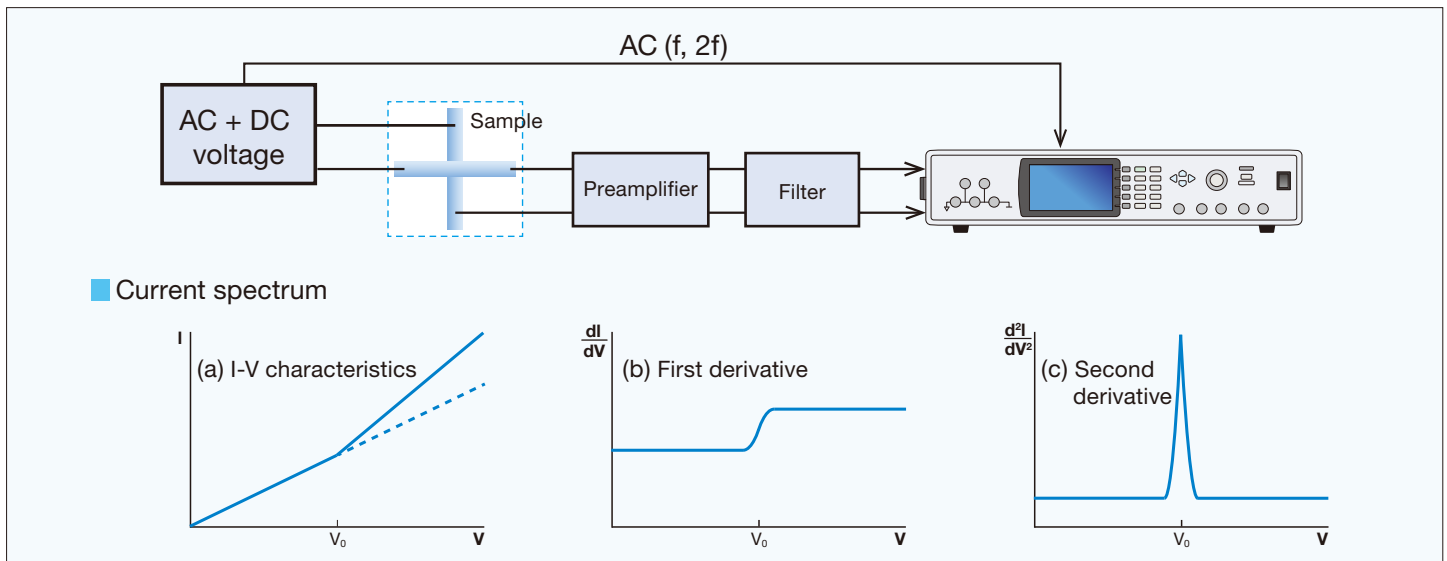 AC (f, 2f)
AC + DC
voltage
Sample
Preamplifier
Filter
Current spectrum
I
(a) I-V characteristics
V₀
V
dI
dV
(b) First derivative
V₀
V
d²I
dV²
(c) Second
derivative
V₀
V